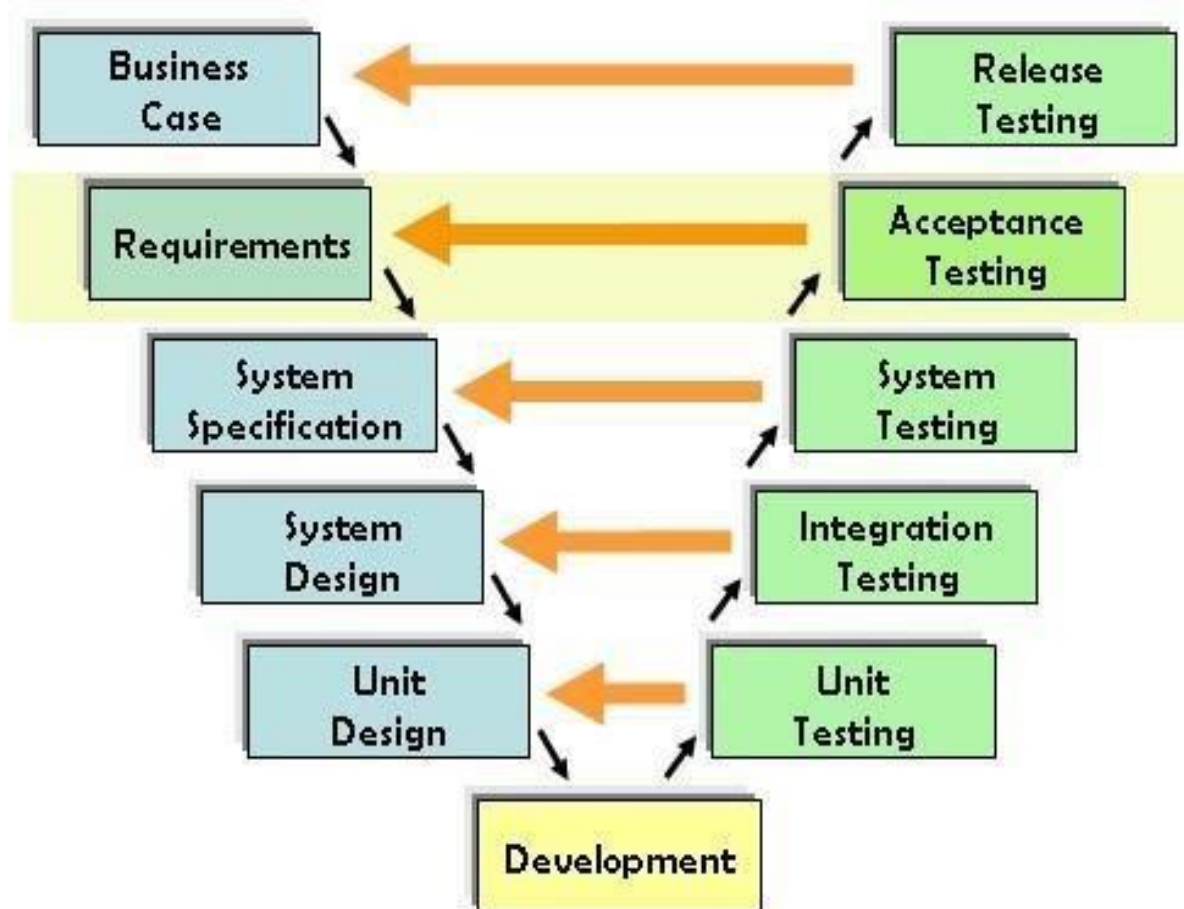 Business
Case
Release
Testing
Requirements
Acceptance
Testing
System
Specification
System
Testing
System
Design
Integration
Testing
Unit
Design
Unit
Testing
Development